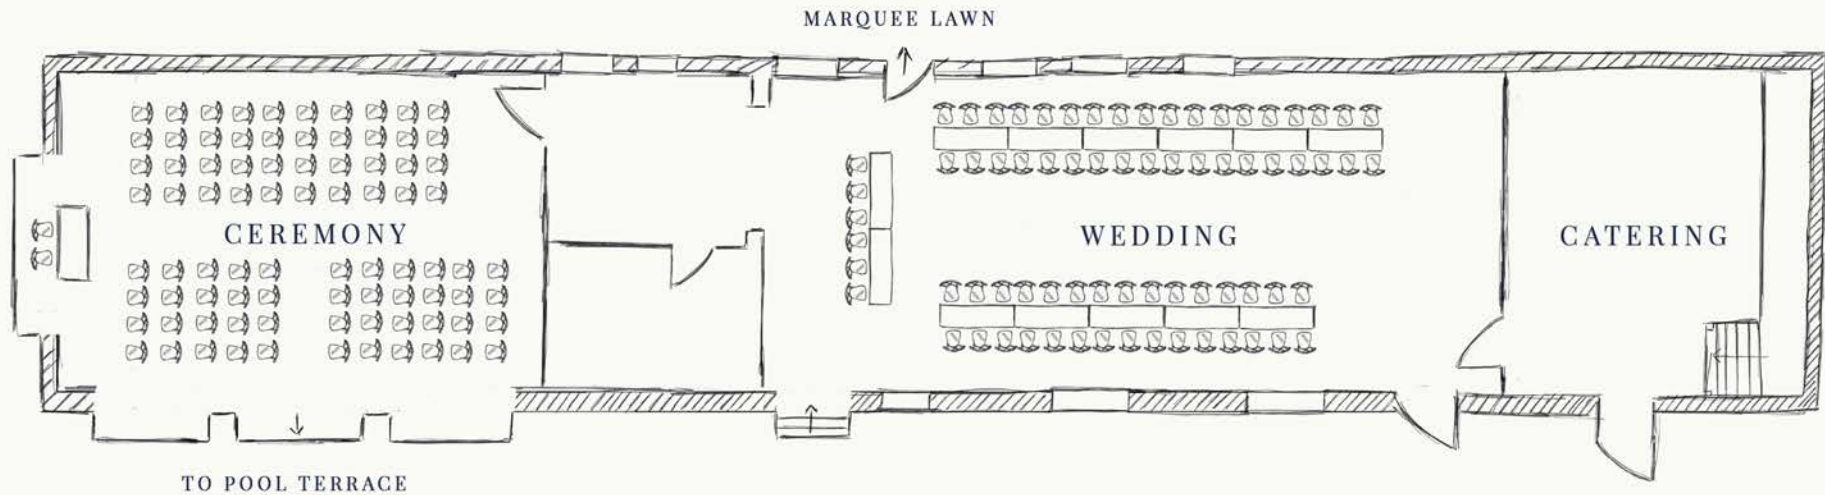 MARQUEE LAWN
CEREMONY
WEDDING
CATERING
TO POOL TERRACE